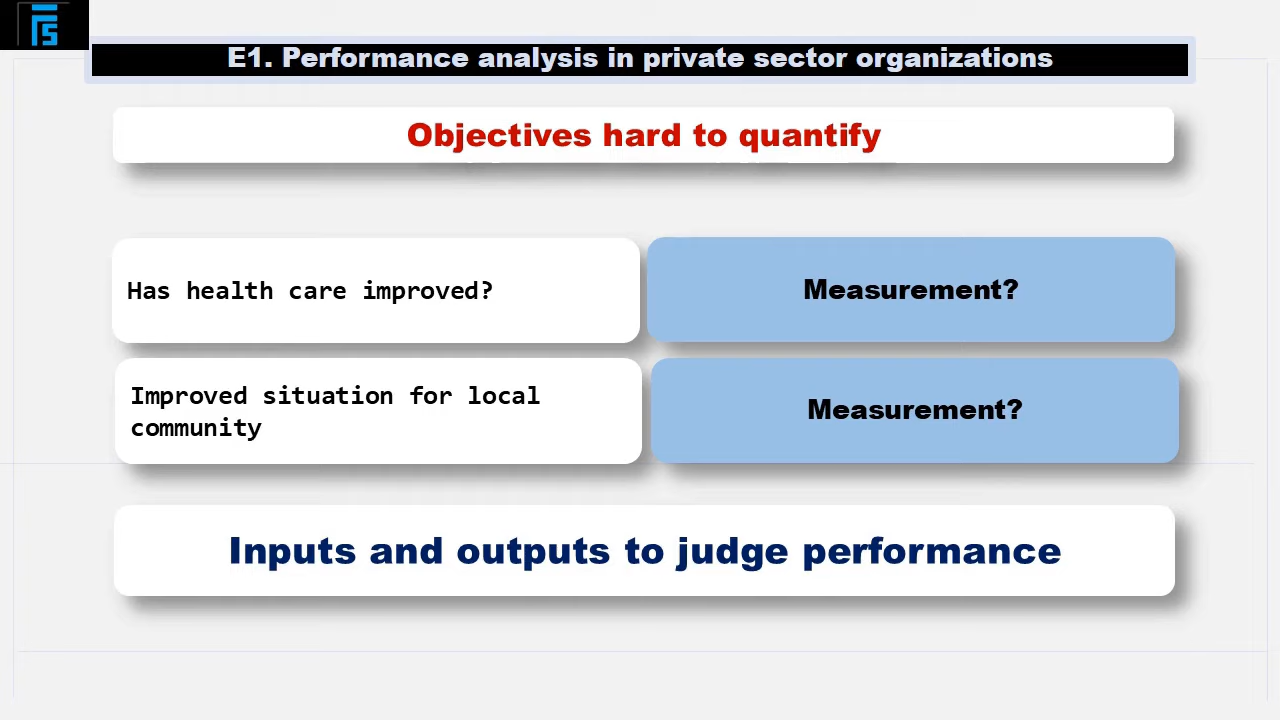 E1. Performance analysis in private sector organizations
Objectives hard to quantify
Has health care improved?
Measurement?
Improved situation for local
community
Measurement?
Inputs and outputs to judge performance